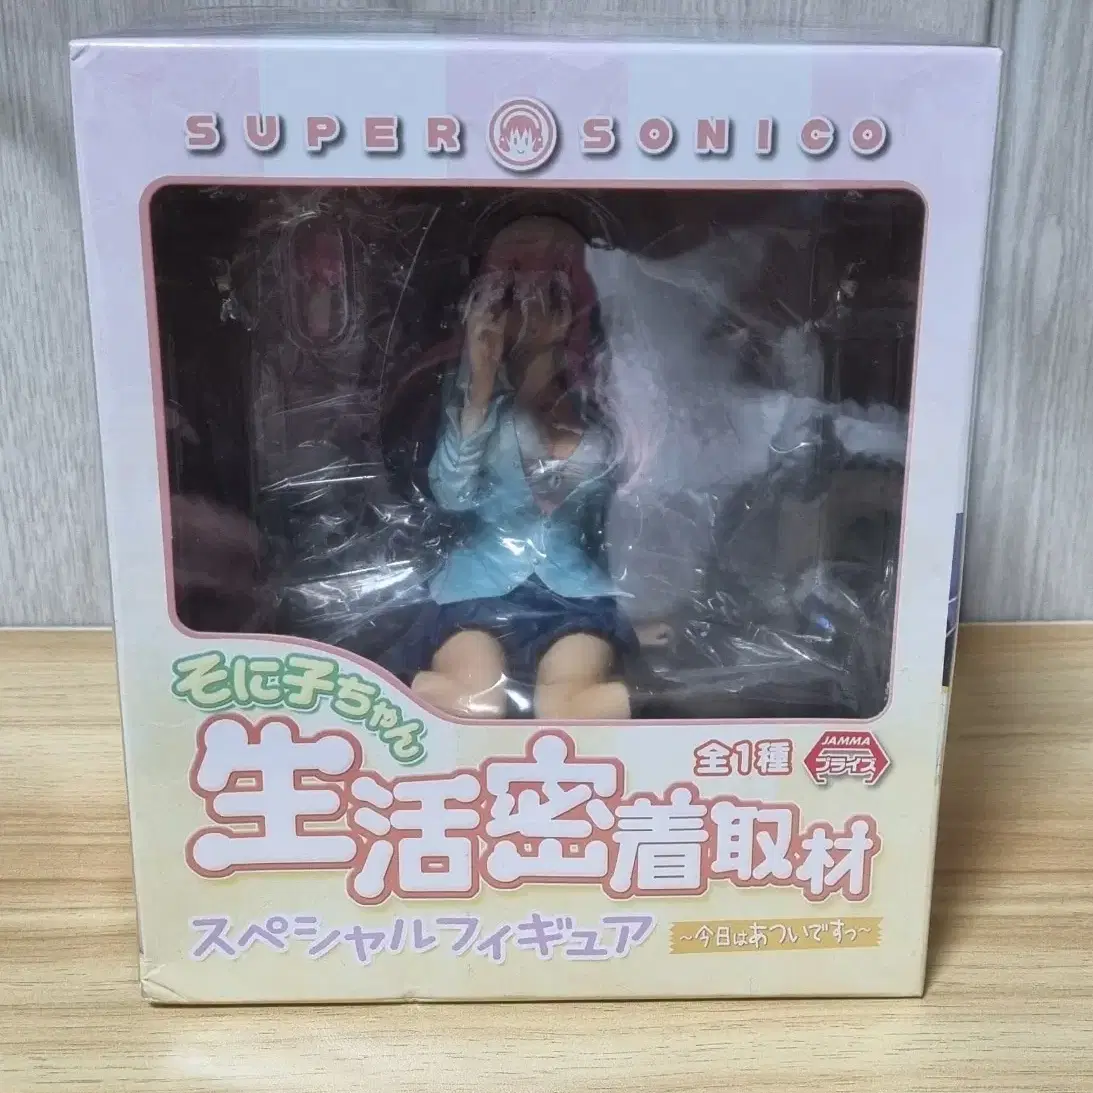 SUPER SONICO
そに子ちゃん
全1種
JAMMA
プライズ
生活密着取材
スペシャルフィギュア
～今日はあついですっ～